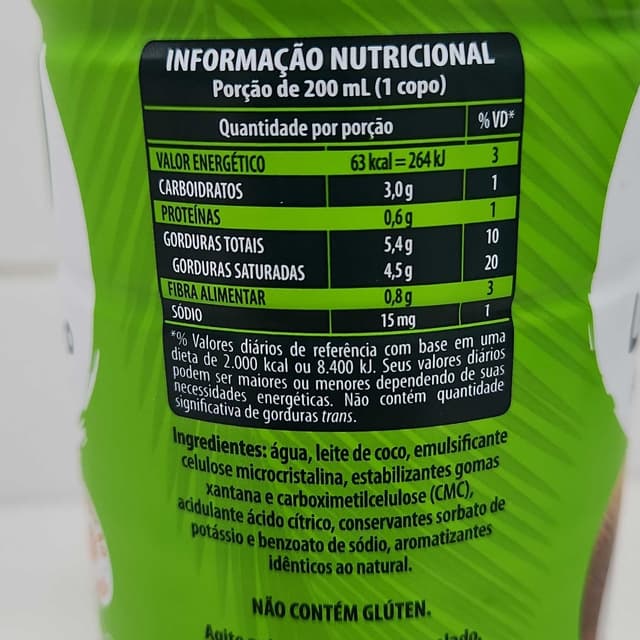 INFORMAÇÃO NUTRICIONAL
Porção de 200 mL (1 copo)
Quantidade por porção %VD*
VALOR ENERGÉTICO 63 kcal = 264 kJ 3
CARBOIDRATOS 3,0 g 1
PROTEÍNAS 0,6 g 1
GORDURAS TOTAIS 5,4 g 10
GORDURAS SATURADAS 4,5 g 20
FIBRA ALIMENTAR 0,8 g 3
SÓDIO 15 mg 1
*% Valores diários de referência com base em uma
dieta de 2.000 kcal ou 8.400 kJ. Seus valores diários
podem ser maiores ou menores dependendo de suas
necessidades energéticas. Não contém quantidade
significativa de gorduras trans.
Ingredientes: água, leite de coco, emulsificante
celulose microcristalina, estabilizantes gomas
xantana e carboximetilcelulose (CMC),
acidulante ácido cítrico, conservantes sorbato de
potássio e benzoato de sódio, aromatizantes
idênticos ao natural.
NÃO CONTÉM GLÚTEN.